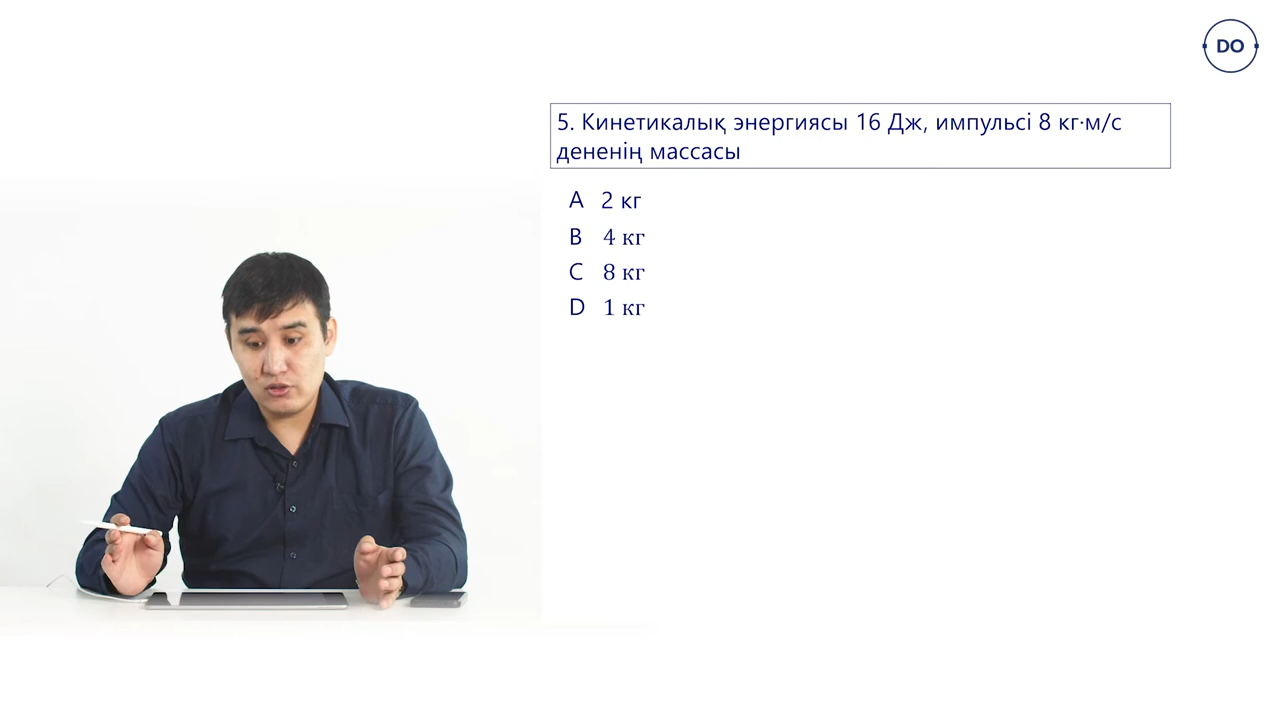 DO
5. Кинетикалық энергиясы 16 Дж, импульсі 8 кг·м/с
дененің массасы
A 2 кг
B 4 кг
C 8 кг
D 1 кг